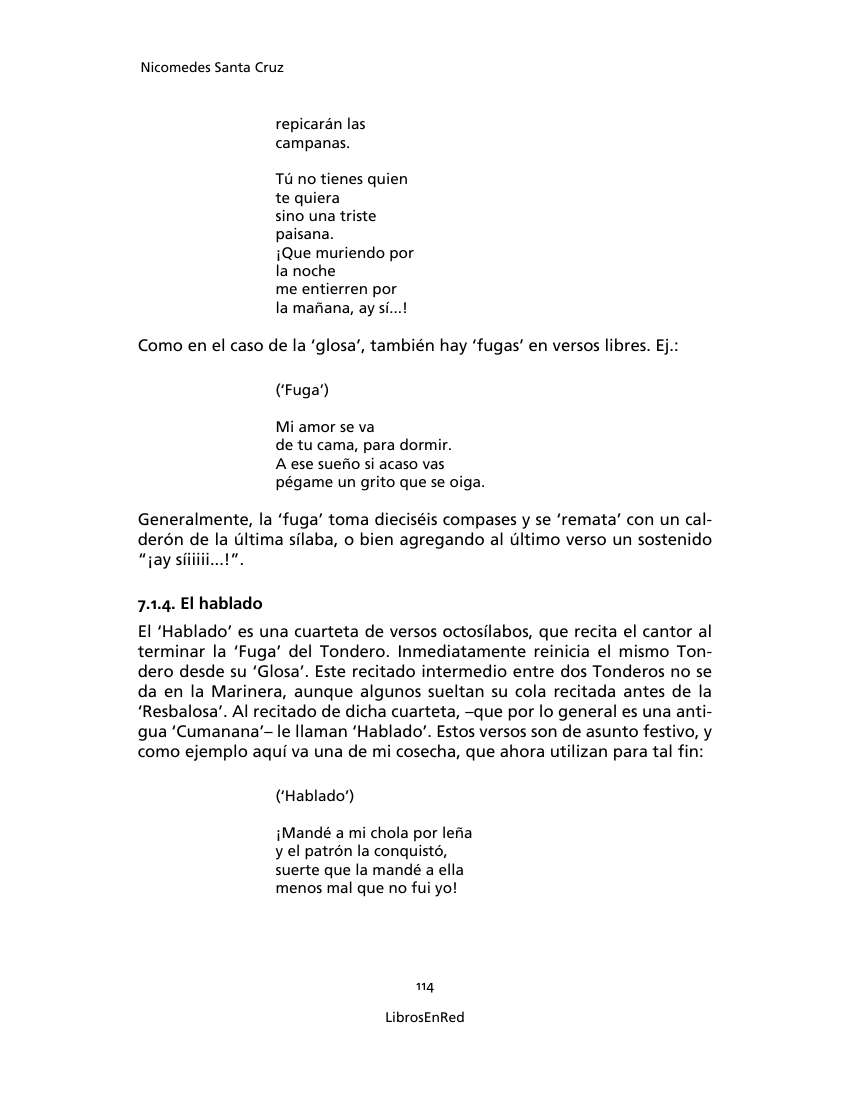 Nicomedes Santa Cruz
repicarán las
campanas.
Tú no tienes quien
te quiera
sino una triste
paisana.
¡Que muriendo por
la noche
me entierren por
la mañana, ay sí...!
Como en el caso de la ‘glosa’, también hay ‘fugas’ en versos libres. Ej.:
(‘Fuga’)
Mi amor se va
de tu cama, para dormir.
A ese sueño si acaso vas
pégame un grito que se oiga.
Generalmente, la ‘fuga’ toma dieciséis compases y se ‘remata’ con un cal-
derón de la última sílaba, o bien agregando al último verso un sostenido
“¡ay síiiiiii...!”.
7.1.4. El hablado
El ‘Hablado’ es una cuarteta de versos octosílabos, que recita el cantor al
terminar la ‘Fuga’ del Tondero. Inmediatamente reinicia el mismo Ton-
dero desde su ‘Glosa’. Este recitado intermedio entre dos Tonderos no se
da en la Marinera, aunque algunos sueltan su cola recitada antes de la
‘Resbalosa’. Al recitado de dicha cuarteta, –que por lo general es una anti-
gua ‘Cumanana’– le llaman ‘Hablado’. Estos versos son de asunto festivo, y
como ejemplo aquí va una de mi cosecha, que ahora utilizan para tal fin:
(‘Hablado’)
¡Mandé a mi chola por leña
y el patrón la conquistó,
suerte que la mandé a ella
menos mal que no fui yo!
114
LibrosEnRed